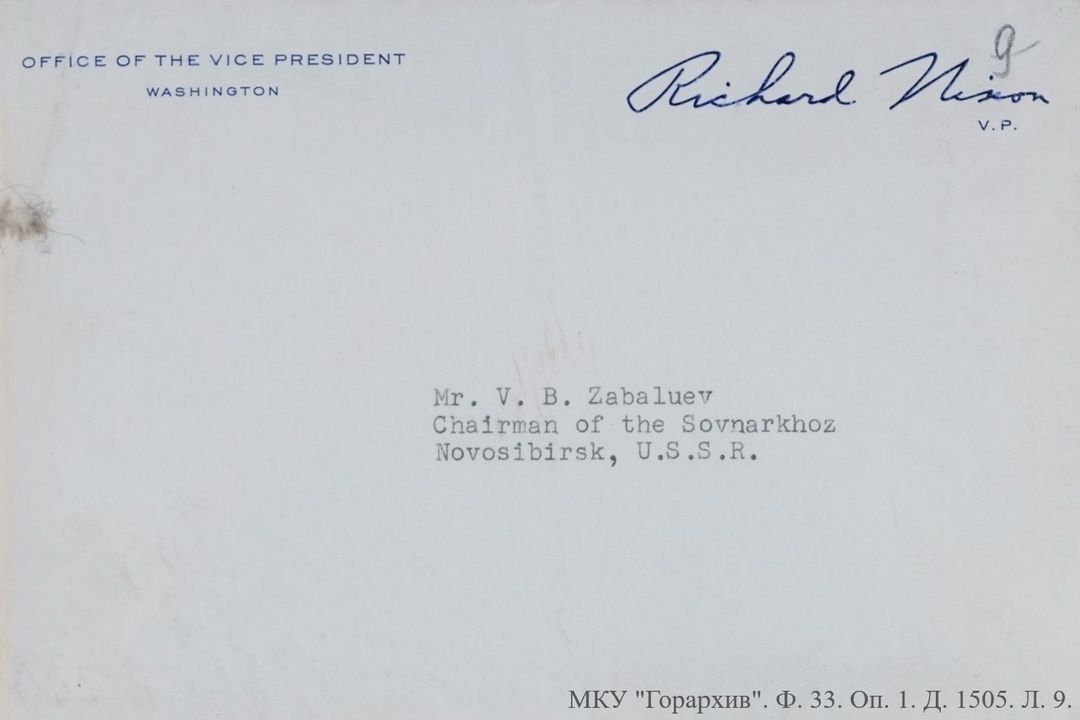 OFFICE OF THE VICE PRESIDENT
WASHINGTON
9
Richard Nixon
V.P.
Mr. V. B. Zabaluev
Chairman of the Sovnarkhoz
Novosibirsk, U.S.S.R.
МКУ "Горархив". Ф. 33. Оп. 1. Д. 1505. Л. 9.